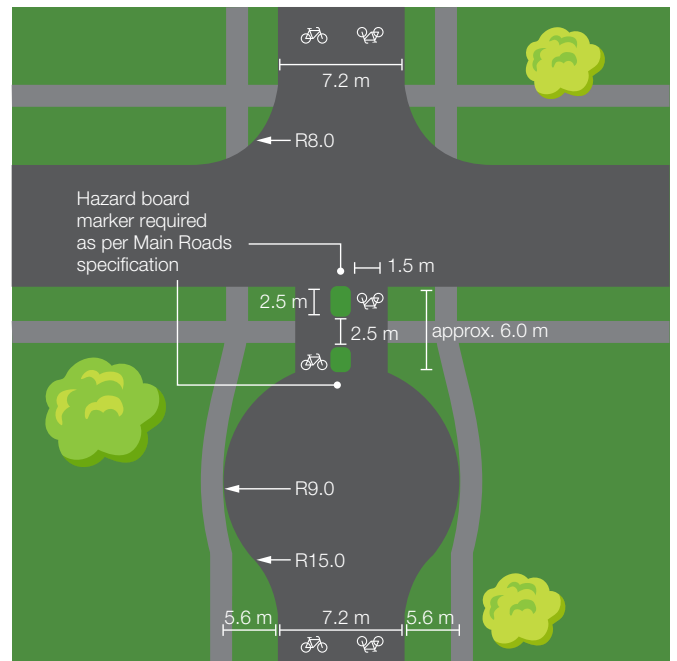 7.2 m
R8.0
Hazard board
marker required
as per Main Roads
specification
1.5 m
2.5 m
2.5 m
approx. 6.0 m
R9.0
R15.0
5.6 m
7.2 m
5.6 m